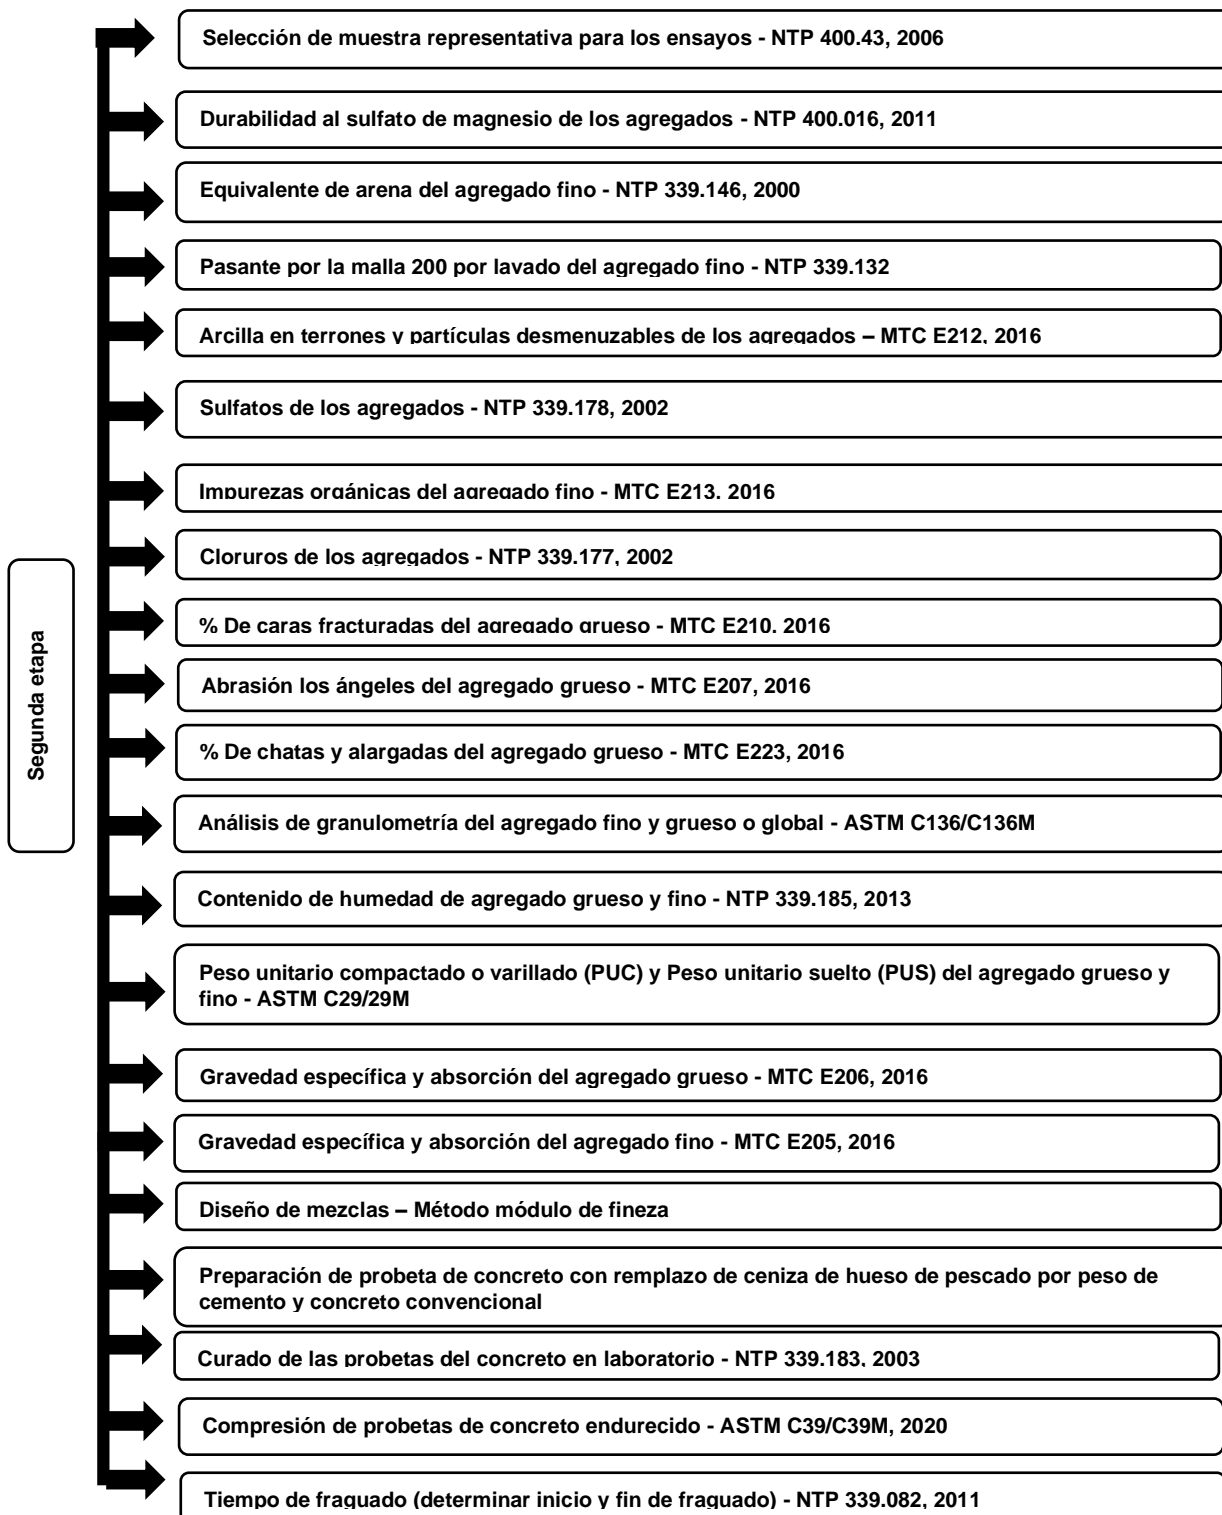 Selección de muestra representativa para los ensayos - NTP 400.43, 2006
Durabilidad al sulfato de magnesio de los agregados - NTP 400.016, 2011
Equivalente de arena del agregado fino - NTP 339.146, 2000
Pasante por la malla 200 por lavado del agregado fino - NTP 339.132
Arcilla en terrones y partículas desmenuzables de los agregados – MTC E212, 2016
Sulfatos de los agregados - NTP 339.178, 2002
Impurezas orgánicas del agregado fino - MTC E213, 2016
Cloruros de los agregados - NTP 339.177, 2002
% De caras fracturadas del agregado grueso - MTC E210, 2016
Segunda etapa
Abrasión los ángeles del agregado grueso - MTC E207, 2016
% De chatas y alargadas del agregado grueso - MTC E223, 2016
Análisis de granulometría del agregado fino y grueso o global - ASTM C136/C136M
Contenido de humedad de agregado grueso y fino - NTP 339.185, 2013
Peso unitario compactado o varillado (PUC) y Peso unitario suelto (PUS) del agregado grueso y
fino - ASTM C29/29M
Gravedad específica y absorción del agregado grueso - MTC E206, 2016
Gravedad específica y absorción del agregado fino - MTC E205, 2016
Diseño de mezclas – Método módulo de fineza
Preparación de probeta de concreto con remplazo de ceniza de hueso de pescado por peso de
cemento y concreto convencional
Curado de las probetas del concreto en laboratorio - NTP 339.183, 2003
Compresión de probetas de concreto endurecido - ASTM C39/C39M, 2020
Tiempo de fraguado (determinar inicio y fin de fraguado) - NTP 339.082, 2011